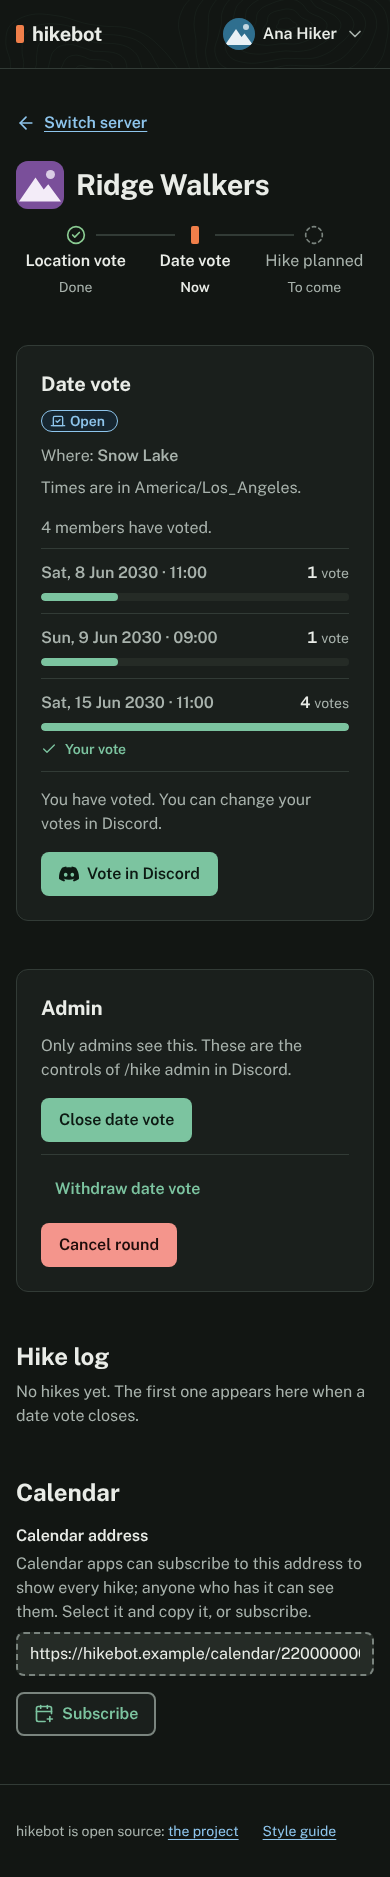 hikebot
Ana Hiker
Switch server
Ridge Walkers
Location vote
Date vote
Hike planned
Done
Now
To come
Date vote
Open
Where: Snow Lake
Times are in America/Los_Angeles.
4 members have voted.
Sat, 8 Jun 2030 · 11:00
1 vote
Sun, 9 Jun 2030 · 09:00
1 vote
Sat, 15 Jun 2030 · 11:00
4 votes
Your vote
You have voted. You can change your
votes in Discord.
Vote in Discord
Admin
Only admins see this. These are the
controls of /hike admin in Discord.
Close date vote
Withdraw date vote
Cancel round
Hike log
No hikes yet. The first one appears here when a
date vote closes.
Calendar
Calendar address
Calendar apps can subscribe to this address to
show every hike; anyone who has it can see
them. Select it and copy it, or subscribe.
https://hikebot.example/calendar/22000000
Subscribe
hikebot is open source: the project
Style guide